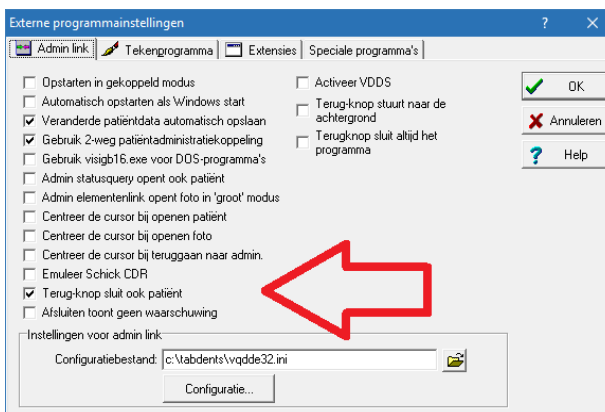 Externe programmainstellingen
Admin link
Tekenprogramma
Extensies
Speciale programma's
Opstarten in gekoppeld modus
Automatisch opstarten als Windows start
Veranderde patiëntdata automatisch opslaan
Gebruik 2-weg patiëntadministratiekoppeling
Gebruik visigb16.exe voor DOS-programma's
Admin statusquery opent ook patiënt
Admin elementenlink opent foto in 'groot' modus
Centreer de cursor bij openen patiënt
Centreer de cursor bij openen foto
Centreer de cursor bij teruggaan naar admin.
Emuleer Schick CDR
Terug-knop sluit ook patiënt
Afsluiten toont geen waarschuwing
Activeer VDDS
Terug-knop stuurt naar de
achtergrond
Terugknop sluit altijd het
programma
OK
Annuleren
Help
Instellingen voor admin link
Configuratiebestand: c:\tabdents\vqdde32.ini
Configuratie...